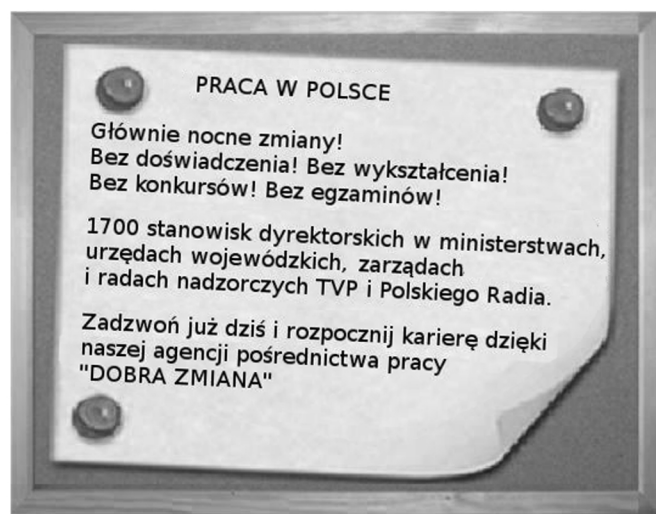 PRACA W POLSCE
Głównie nocne zmiany!
Bez doświadczenia! Bez wykształcenia!
Bez konkursów! Bez egzaminów!
1700 stanowisk dyrektorskich w ministerstwach,
urzędach wojewódzkich, zarządach
i radach nadzorczych TVP i Polskiego Radia.
Zadzwoń już dziś i rozpocznij karierę dzięki
naszej agencji pośrednictwa pracy
"DOBRA ZMIANA"